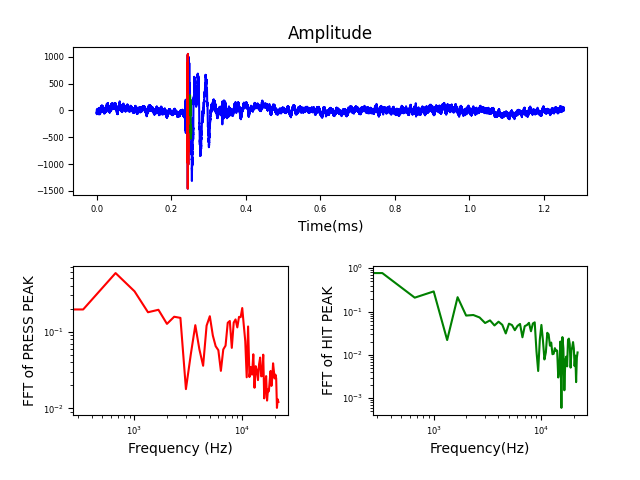 Amplitude
1000
500
0
−500
−1000
−1500
0.0 0.2 0.4 0.6 0.8 1.0 1.2
Time(ms)
FFT of PRESS PEAK
10⁻¹
10⁻²
10³ 10⁴
Frequency (Hz)
FFT of HIT PEAK
10⁰
10⁻¹
10⁻²
10⁻³
10³ 10⁴
Frequency(Hz)